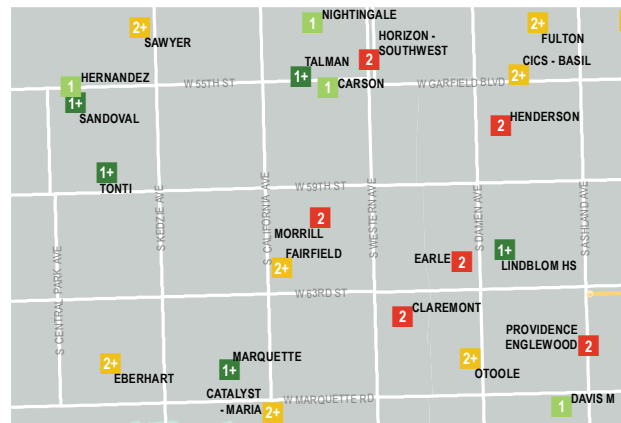 1
NIGHTINGALE
2+
SAWYER
2+
FULTON
HORIZON -
SOUTHWEST
2
TALMAN
1+
CICS - BASIL
2+
HERNANDEZ
1
1+
SANDOVAL
W 55TH ST
1
CARSON
W GARFIELD BLVD
2
HENDERSON
1+
TONTI
W 59TH ST
S KEDZIE AVE
S CALIFORNIA AVE
S WESTERN AVE
S DAMEN AVE
S ASHLAND AVE
2
MORRILL
FAIRFIELD
2+
EARLE
2
1+
LINDBLOM HS
S CENTRAL PARK AVE
W 63RD ST
2
CLAREMONT
PROVIDENCE
ENGLEWOOD
2
2+
EBERHART
MARQUETTE
1+
2+
OTOOLE
CATALYST
- MARIA
2+
W MARQUETTE RD
1
DAVIS M